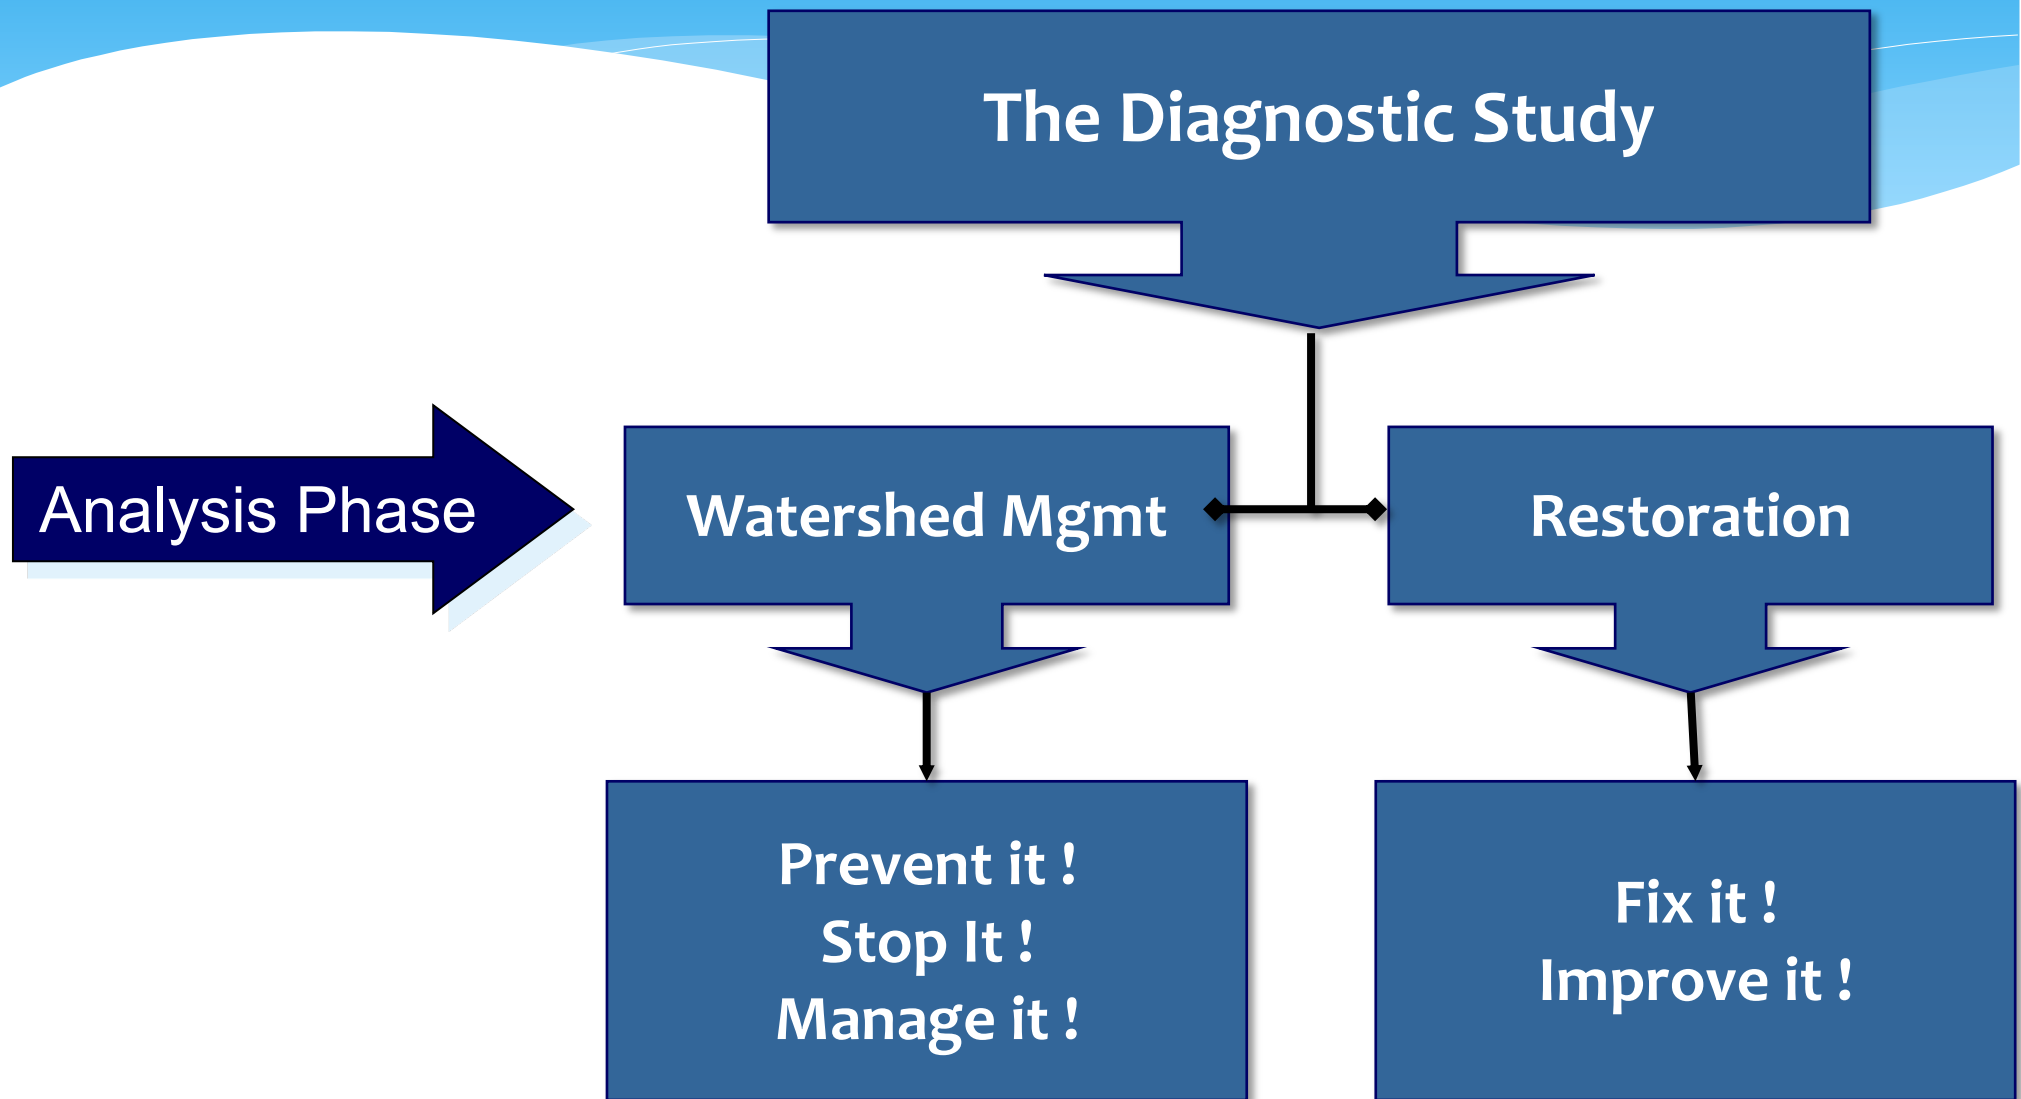 The Diagnostic Study
Analysis Phase
Watershed Mgmt
Restoration
Prevent it !
Stop It !
Manage it !
Fix it !
Improve it !